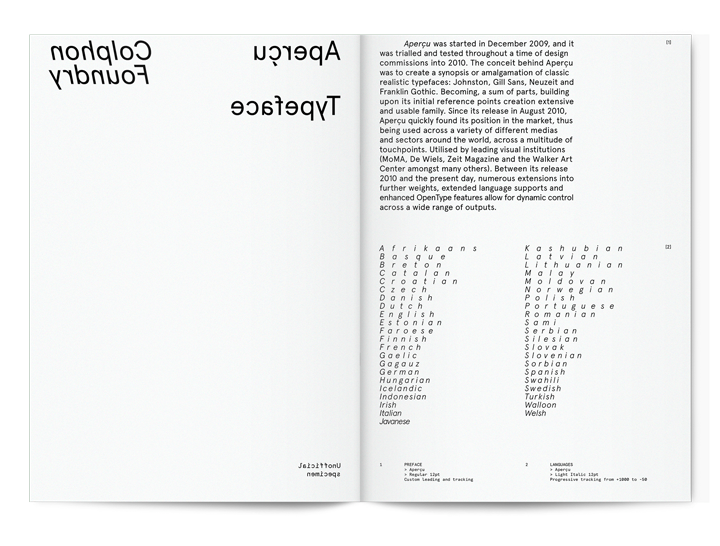 Colphon
Foundry
Aperçu
Typeface
Unofficial
specimen
Aperçu was started in December 2009, and it
was trialled and tested throughout a time of design
commissions into 2010. The conceit behind Aperçu
was to create a synopsis or amalgamation of classic
realistic typefaces: Johnston, Gill Sans, Neuzeit and
Franklin Gothic. Becoming, a sum of parts, building
upon its initial reference points creation extensive
and usable family. Since its release in August 2010,
Aperçu quickly found its position in the market, thus
being used across a variety of different medias
and sectors around the world, across a multitude of
touchpoints. Utilised by leading visual institutions
(MoMA, De Wiels, Zeit Magazine and the Walker Art
Center amongst many others). Between its release
2010 and the present day, numerous extensions into
further weights, extended language supports and
enhanced OpenType features allow for dynamic control
across a wide range of outputs.
[1]
Afrikaans
Basque
Breton
Catalan
Croatian
Czech
Danish
Dutch
English
Estonian
Faroese
Finnish
French
Gaelic
Gagauz
German
Hungarian
Icelandic
Indonesian
Irish
Italian
Javanese
Kashubian
Latvian
Lithuanian
Malay
Moldovan
Norwegian
Polish
Portuguese
Romanian
Sami
Serbian
Silesian
Slovak
Slovenian
Sorbian
Spanish
Swahili
Swedish
Turkish
Walloon
Welsh
[2]
1 PREFACE
> Aperçu
> Regular 12pt
Custom leading and tracking
2 LANGUAGES
> Aperçu
> Light Italic 12pt
Progressive tracking from +1000 to -50